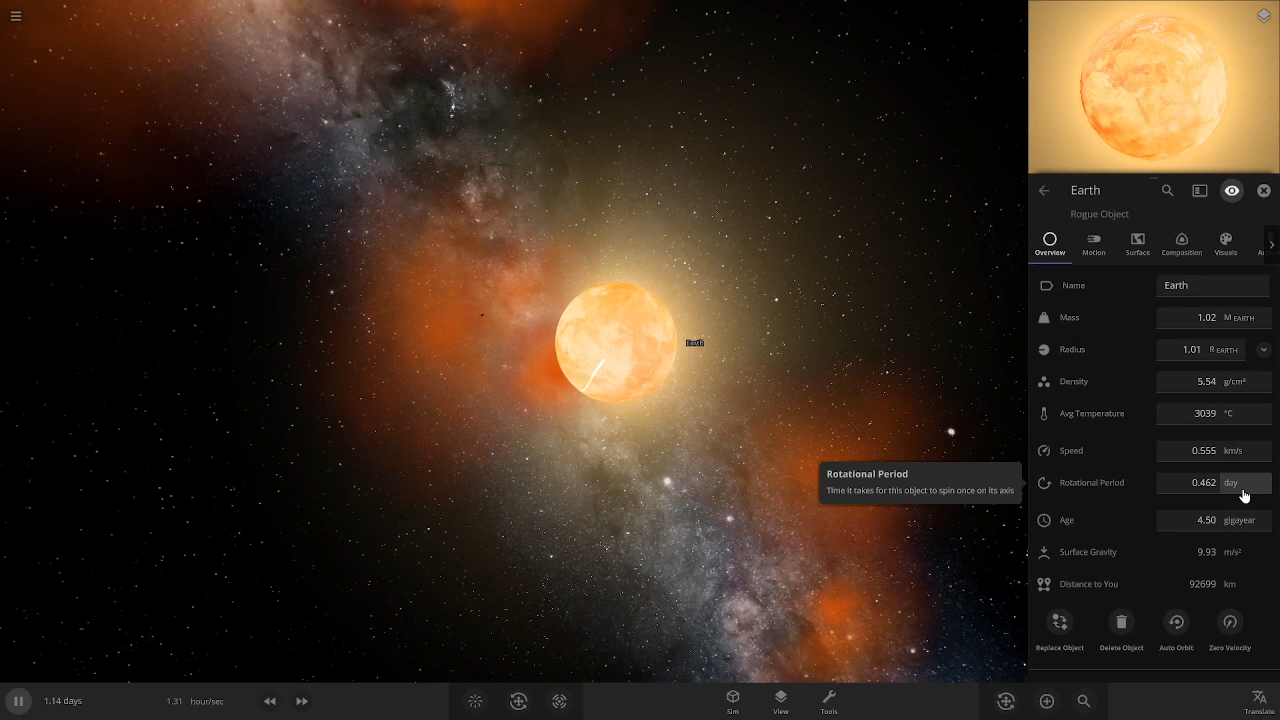 Earth
Rogue Object
Overview
Motion
Surface
Composition
Visuals
Name Earth
Mass 1.02 M EARTH
Radius 1.01 R EARTH
Density 5.54 g/cm³
Avg Temperature 3039 °C
Speed 0.555 km/s
Rotational Period 0.462 day
Age 4.50 gigayear
Surface Gravity 9.93 m/s²
Distance to You 92699 km
Replace Object
Delete Object
Auto Orbit
Zero Velocity
Earth
Rotational Period
Time it takes for this object to spin once on its axis
1.14 days
1.31 hour/sec
Sim
View
Tools
Translate